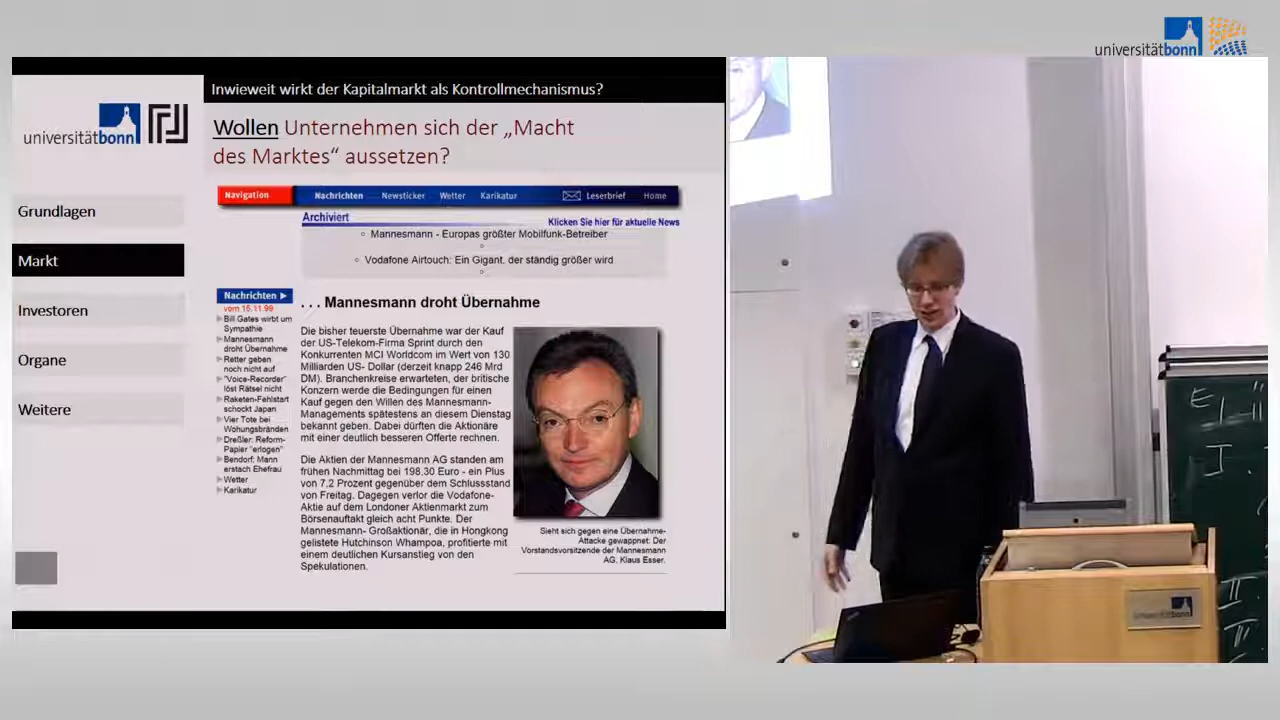 universitätbonn
Inwieweit wirkt der Kapitalmarkt als Kontrollmechanismus?
universitätbonn
Wollen Unternehmen sich der „Macht
des Marktes“ aussetzen?
Grundlagen
Markt
Investoren
Organe
Weitere
Navigation Nachrichten Newsticker Wetter Karikatur Leserbrief Home
Archiviert
Klicken Sie hier für aktuelle News
Mannesmann - Europas größter Mobilfunk-Betreiber
Vodafone Airtouch: Ein Gigant, der ständig größer wird
Nachrichten
vom 15.11.99
Bill Gates wirbt um
Sympathie
Mannesmann
droht Übernahme
Retter geben
noch nicht auf
"Voice-Recorder"
löst Rätsel nicht
Raketen-Fehlstart
schockt Japan
Vier Tote bei
Wohungsbränden
Dreßler: Reform-
Papier "erlogen"
Bendorf: Mann
erstach Ehefrau
Wetter
Karikatur
. . . Mannesmann droht Übernahme
Die bisher teuerste Übernahme war der Kauf
der US-Telekom-Firma Sprint durch den
Konkurrenten MCI Worldcom im Wert von 130
Milliarden US- Dollar (derzeit knapp 246 Mrd
DM). Branchenkreise erwarteten, der britische
Konzern werde die Bedingungen für einen
Kauf gegen den Willen des Mannesmann-
Managements spätestens an diesem Dienstag
bekannt geben. Dabei dürften die Aktionäre
mit einer deutlich besseren Offerte rechnen.
Die Aktien der Mannesmann AG standen am
frühen Nachmittag bei 198,30 Euro - ein Plus
von 7,2 Prozent gegenüber dem Schlussstand
von Freitag. Dagegen verlor die Vodafone-
Aktie auf dem Londoner Aktienmarkt zum
Börsenauftakt gleich acht Punkte. Der
Mannesmann- Großaktionär, die in Hongkong
gelistete Hutchinson Whampoa, profitierte mit
einem deutlichen Kursanstieg von den
Spekulationen.
Sieht sich gegen eine Übernahme-
Attacke gewappnet: Der
Vorstandsvorsitzende der Mannesmann
AG, Klaus Esser.
I.
II
universitätbonn